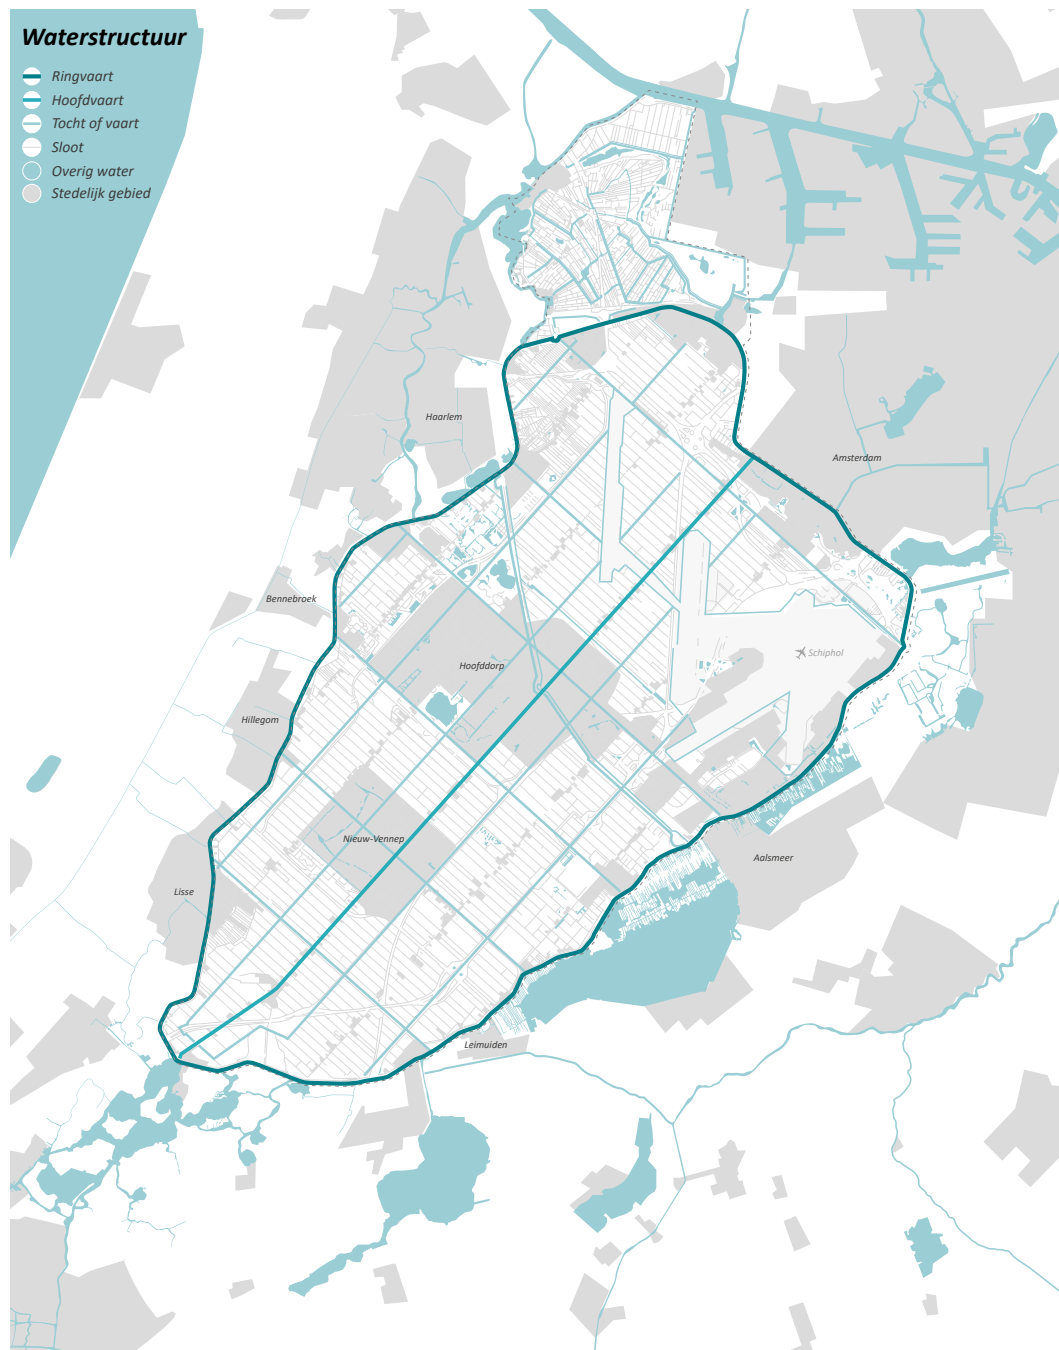 Waterstructuur
Ringvaart
Hoofdvaart
Tocht of vaart
Sloot
Overig water
Stedelijk gebied
Haarlem
Amsterdam
Bennebroek
Schiphol
Hoofddorp
Hillegom
Nieuw-Vennep
Aalsmeer
Lisse
Leimuiden